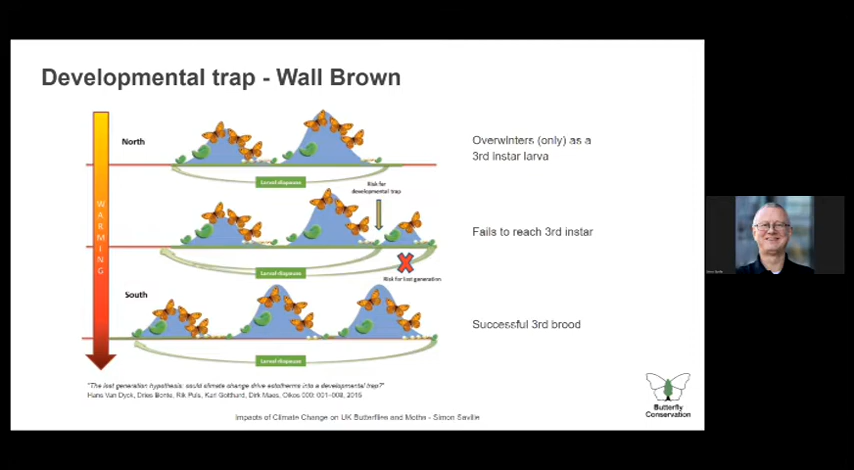 Developmental trap - Wall Brown
WARMING
North
Overwinters (only) as a
3rd instar larva
Larval diapause
Risk for
developmental trap
Fails to reach 3rd instar
Larval diapause
Risk for lost generation
South
Successful 3rd brood
Larval diapause
"The lost generation hypothesis: could climate change drive ectotherms into a developmental trap?"
Hans Van Dyck, Dries Bonte, Rik Puls, Karl Gotthard, Dirk Maes, Oikos 000: 001–008, 2015
Impacts of Climate Change on UK Butterflies and Moths - Simon Saville
Butterfly
Conservation